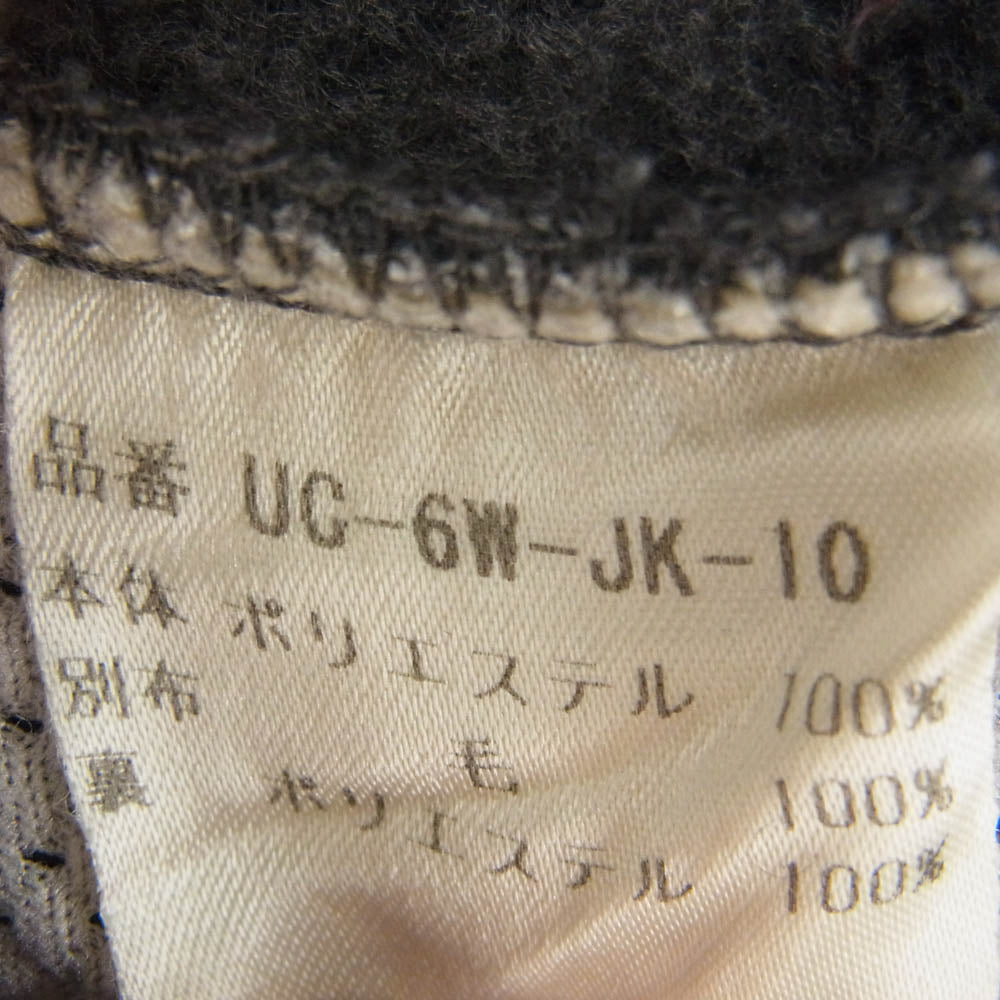 品番 UC-6W-JK-10
本体 ポリエステル 100%
別布 毛 100%
裏 ポリエステル 100%